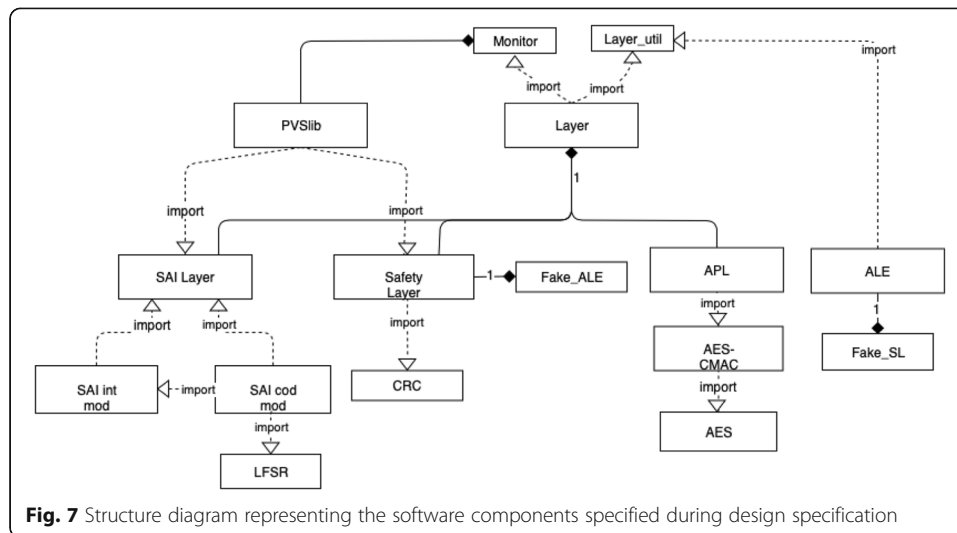 Monitor
Layer_util
import
import
import
PVSlib
Layer
1
import
import
SAI Layer
Safety
Layer
1
Fake_ALE
APL
ALE
import
import
import
import
1
AES-
CMAC
Fake_SL
SAI int
mod
import
SAI cod
mod
CRC
import
import
AES
LFSR
Fig. 7 Structure diagram representing the software components specified during design specification